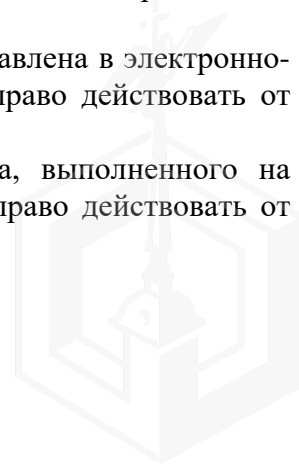 авлена в электронно-
право действовать от
а, выполненного на
право действовать от